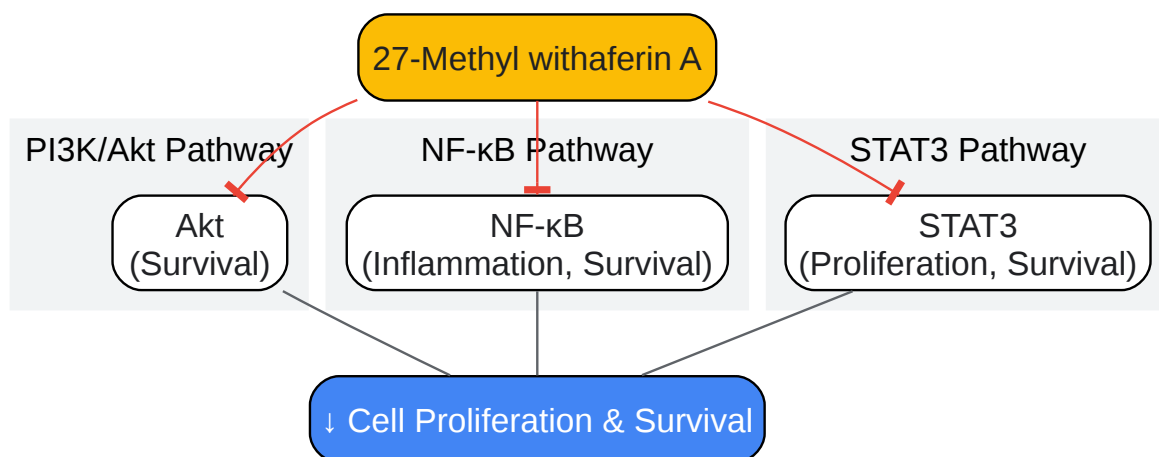 27-Methyl withaferin A
PI3K/Akt Pathway
NF-κB Pathway
STAT3 Pathway
Akt
(Survival)
NF-κB
(Inflammation, Survival)
STAT3
(Proliferation, Survival)
↓ Cell Proliferation & Survival